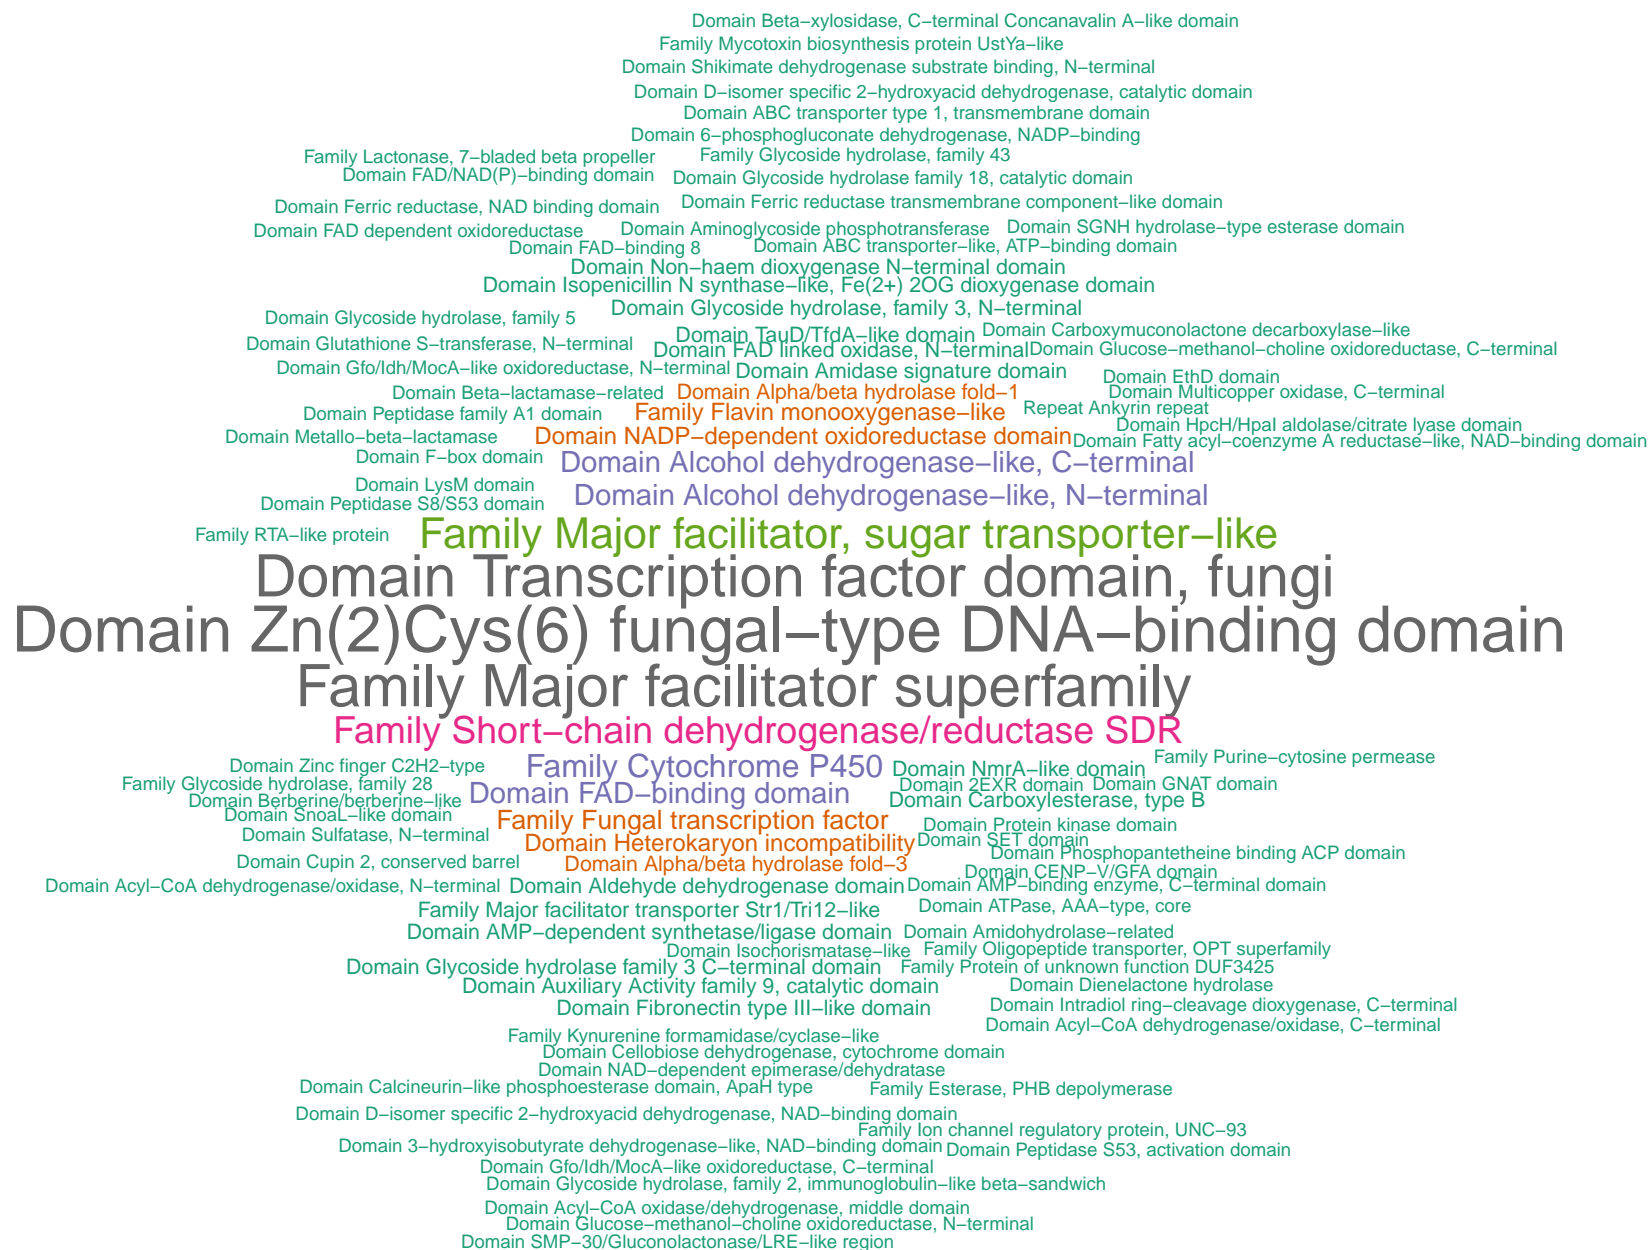 Domain Beta−xylosidase, C−terminal Concanavalin A−like domain
Family Mycotoxin biosynthesis protein UstYa−like
Domain Shikimate dehydrogenase substrate binding, N−terminal
Domain D−isomer specific 2−hydroxyacid dehydrogenase, catalytic domain
Domain ABC transporter type 1, transmembrane domain
Domain 6−phosphogluconate dehydrogenase, NADP−binding
Family Lactonase, 7−bladed beta propeller
Family Glycoside hydrolase, family 43
Domain FAD/NAD(P)−binding domain
Domain Glycoside hydrolase family 18, catalytic domain
Domain Ferric reductase, NAD binding domain
Domain Ferric reductase transmembrane component−like domain
Domain FAD dependent oxidoreductase
Domain Aminoglycoside phosphotransferase
Domain SGNH hydrolase−type esterase domain
Domain FAD−binding 8
Domain ABC transporter−like, ATP−binding domain
Domain Non−haem dioxygenase N−terminal domain
Domain Isopenicillin N synthase−like, Fe(2+) 2OG dioxygenase domain
Domain Glycoside hydrolase, family 3, N−terminal
Domain Glycoside hydrolase, family 5
Domain TauD/TfdA−like domain
Domain Carboxymuconolactone decarboxylase−like
Domain Glutathione S−transferase, N−terminal
Domain FAD linked oxidase, N−terminal
Domain Glucose−methanol−choline oxidoreductase, C−terminal
Domain Gfo/Idh/MocA−like oxidoreductase, N−terminal
Domain Amidase signature domain
Domain EthD domain
Domain Beta−lactamase−related
Domain Alpha/beta hydrolase fold−1
Domain Multicopper oxidase, C−terminal
Domain Peptidase family A1 domain
Family Flavin monooxygenase−like
Repeat Ankyrin repeat
Domain HpcH/HpaI aldolase/citrate lyase domain
Domain Metallo−beta−lactamase
Domain NADP−dependent oxidoreductase domain
Domain Fatty acyl−coenzyme A reductase−like, NAD−binding domain
Domain F−box domain
Domain Alcohol dehydrogenase−like, C−terminal
Domain LysM domain
Domain Alcohol dehydrogenase−like, N−terminal
Domain Peptidase S8/S53 domain
Family RTA−like protein
Family Major facilitator, sugar transporter−like
Domain Transcription factor domain, fungi
Domain Zn(2)Cys(6) fungal−type DNA−binding domain
Family Major facilitator superfamily
Family Short−chain dehydrogenase/reductase SDR
Domain Zinc finger C2H2−type
Family Cytochrome P450
Domain NmrA−like domain
Family Purine−cytosine permease
Family Glycoside hydrolase, family 28
Domain 2EXR domain
Domain GNAT domain
Domain Berberine/berberine−like
Domain FAD−binding domain
Domain Carboxylesterase, type B
Domain SnoaL−like domain
Family Fungal transcription factor
Domain Protein kinase domain
Domain Sulfatase, N−terminal
Domain Heterokaryon incompatibility
Domain SET domain
Domain Phosphopantetheine binding ACP domain
Domain Cupin 2, conserved barrel
Domain Alpha/beta hydrolase fold−3
Domain CENP−V/GFA domain
Domain Acyl−CoA dehydrogenase/oxidase, N−terminal
Domain Aldehyde dehydrogenase domain
Domain AMP−binding enzyme, C−terminal domain
Family Major facilitator transporter Str1/Tri12−like
Domain ATPase, AAA−type, core
Domain AMP−dependent synthetase/ligase domain
Domain Amidohydrolase−related
Domain Isochorismatase−like
Family Oligopeptide transporter, OPT superfamily
Domain Glycoside hydrolase family 3 C−terminal domain
Family Protein of unknown function DUF3425
Domain Auxiliary Activity family 9, catalytic domain
Domain Dienelactone hydrolase
Domain Fibronectin type III−like domain
Domain Intradiol ring−cleavage dioxygenase, C−terminal
Domain Acyl−CoA dehydrogenase/oxidase, C−terminal
Family Kynurenine formamidase/cyclase−like
Domain Cellobiose dehydrogenase, cytochrome domain
Domain NAD−dependent epimerase/dehydratase
Domain Calcineurin−like phosphoesterase domain, ApaH type
Family Esterase, PHB depolymerase
Domain D−isomer specific 2−hydroxyacid dehydrogenase, NAD−binding domain
Family Ion channel regulatory protein, UNC−93
Domain 3−hydroxyisobutyrate dehydrogenase−like, NAD−binding domain
Domain Peptidase S53, activation domain
Domain Gfo/Idh/MocA−like oxidoreductase, C−terminal
Domain Glycoside hydrolase, family 2, immunoglobulin−like beta−sandwich
Domain Acyl−CoA oxidase/dehydrogenase, middle domain
Domain Glucose−methanol−choline oxidoreductase, N−terminal
Domain SMP−30/Gluconolactonase/LRE−like region